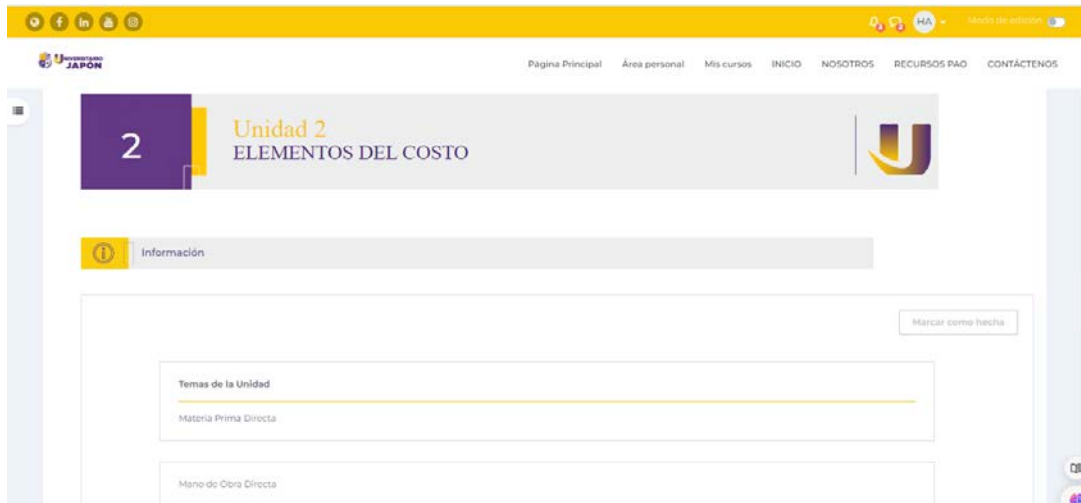 HA
Modo de edición
UNIVERSITARIO
JAPÓN
Página Principal Área personal Mis cursos INICIO NOSOTROS RECURSOS PAO CONTÁCTENOS
2
Unidad 2
ELEMENTOS DEL COSTO
Información
Marcar como hecha
Temas de la Unidad
Materia Prima Directa
Mano de Obra Directa